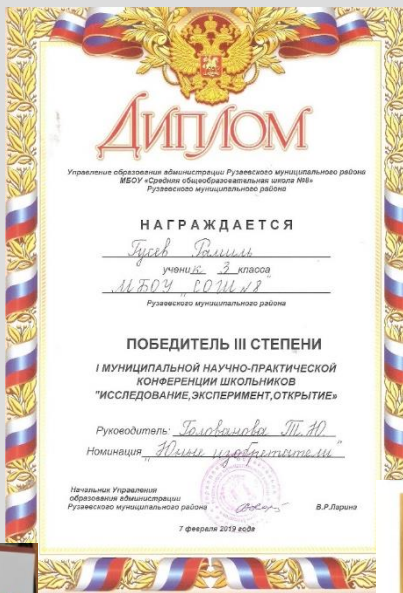 ДИПЛОМ
Управление образования администрации Рузаевского муниципального района
МБОУ «Средняя общеобразовательная школа №8»
Рузаевского муниципального района
НАГРАЖДАЕТСЯ
Гусев Рамиль
ученик 3 класса
МБОУ "СОШ №8"
Рузаевского муниципального района
ПОБЕДИТЕЛЬ III СТЕПЕНИ
I МУНИЦИПАЛЬНОЙ НАУЧНО-ПРАКТИЧЕСКОЙ
КОНФЕРЕНЦИИ ШКОЛЬНИКОВ
"ИССЛЕДОВАНИЕ,ЭКСПЕРИМЕНТ,ОТКРЫТИЕ»
Руководитель: Голованова Т.Ю.
Номинация "Юные изобретатели"
Начальник Управления
образования администрации
Рузаевского муниципального района В.Р.Ларина
7 февраля 2019 года